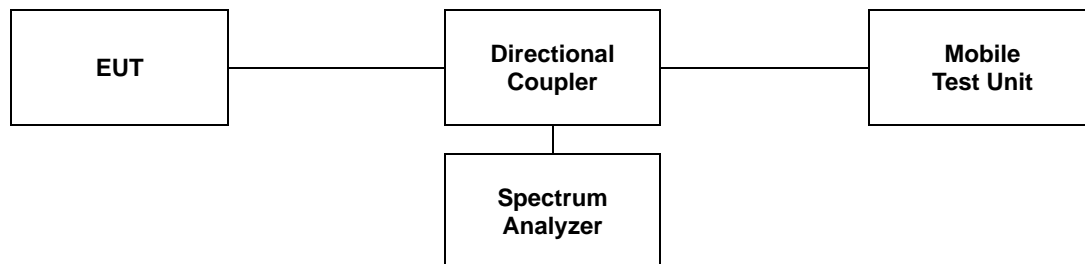 EUT
Directional
Coupler
Mobile
Test Unit
Spectrum
Analyzer